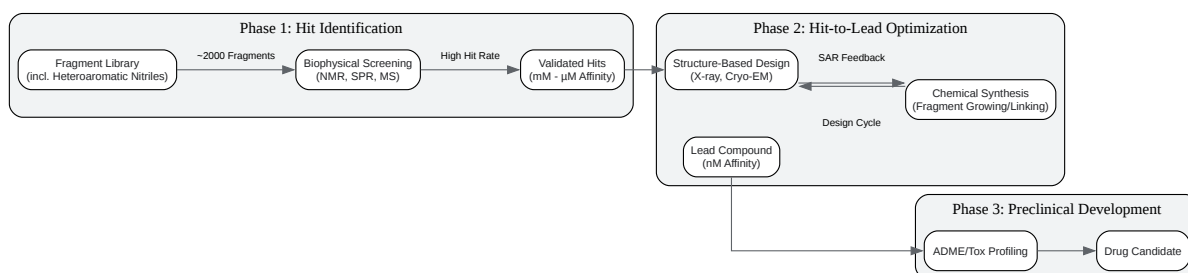 Phase 1: Hit Identification
Fragment Library
(incl. Heteroaromatic Nitriles)
~2000 Fragments
Biophysical Screening
(NMR, SPR, MS)
High Hit Rate
Validated Hits
(mM - µM Affinity)
Phase 2: Hit-to-Lead Optimization
Structure-Based Design
(X-ray, Cryo-EM)
SAR Feedback
Chemical Synthesis
(Fragment Growing/Linking)
Design Cycle
Lead Compound
(nM Affinity)
Phase 3: Preclinical Development
ADME/Tox Profiling
Drug Candidate